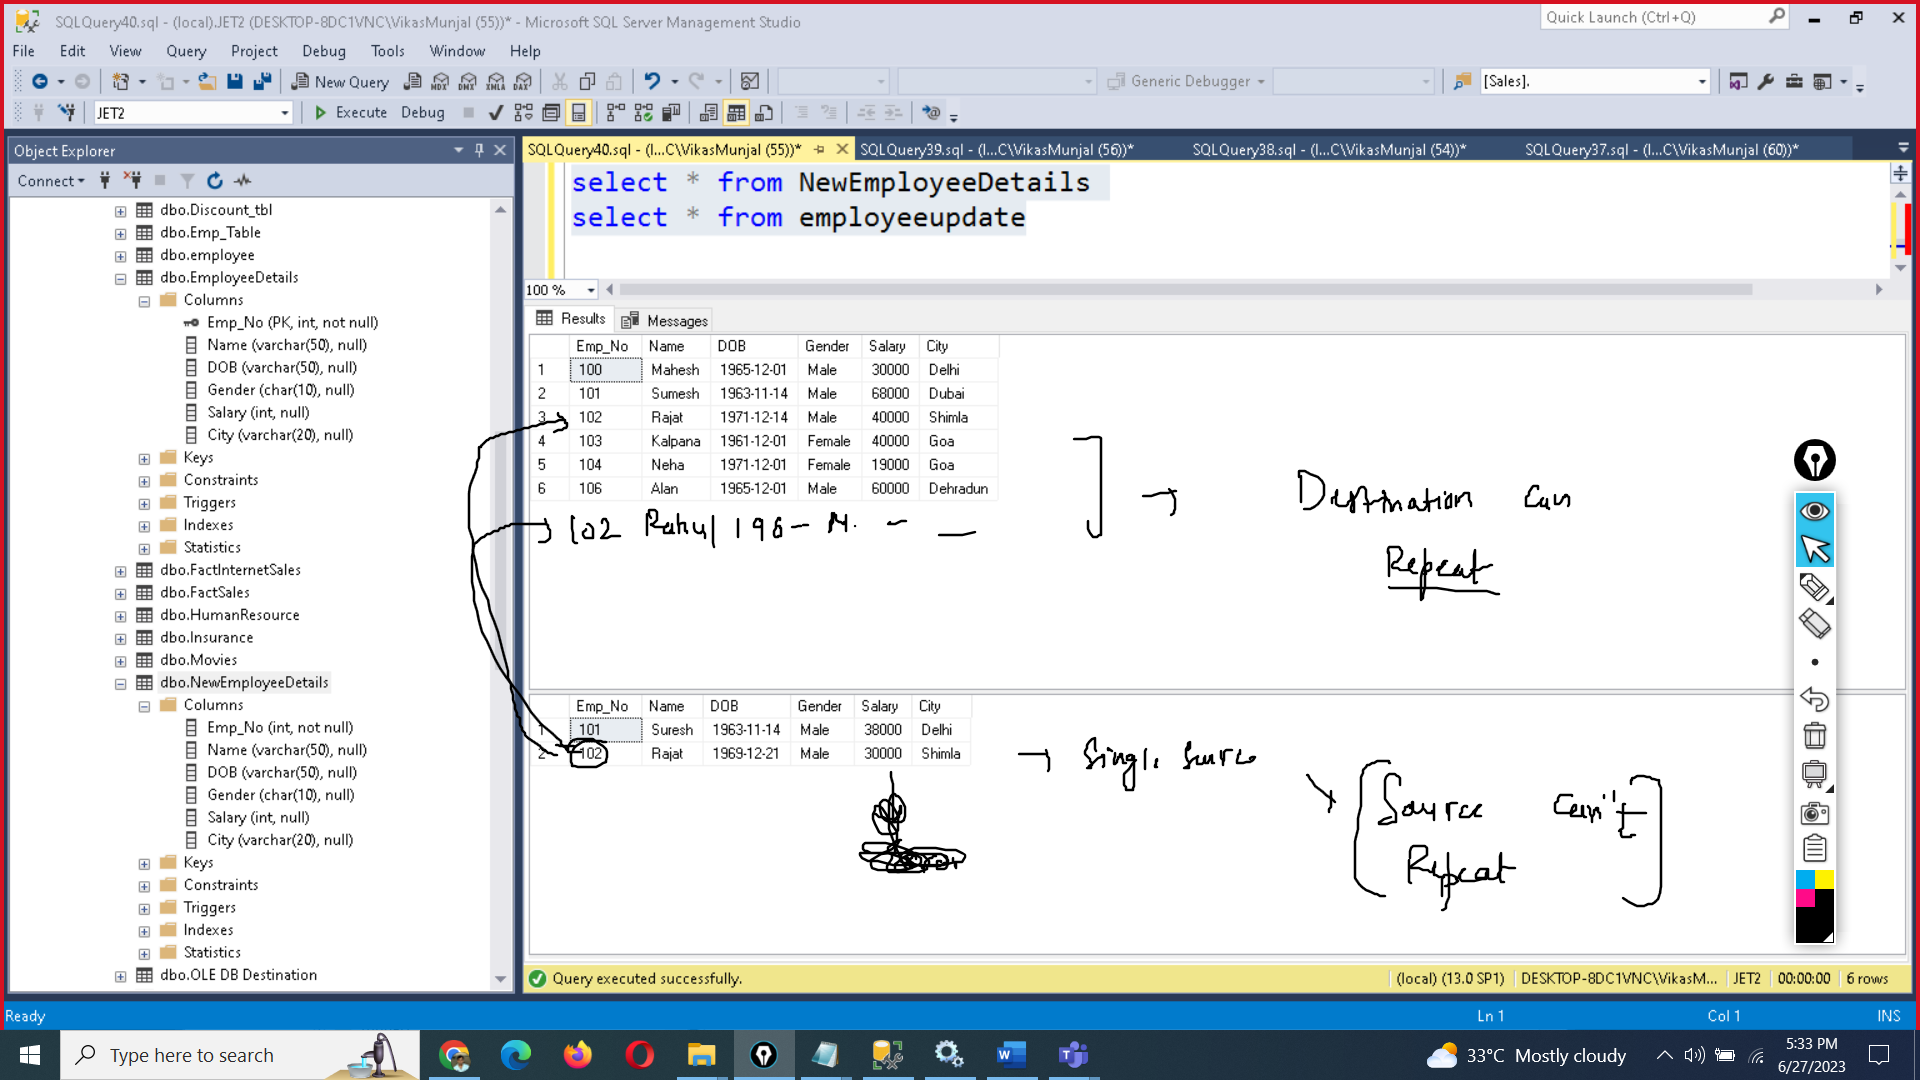 SQLQuery40.sql - (local).JET2 (DESKTOP-8DC1VNC\VikasMunjal (55))* - Microsoft SQL Server Management Studio
Quick Launch (Ctrl+Q)
File Edit View Query Project Debug Tools Window Help
New Query MDX DMX XMLA DAX Generic Debugger [Sales].
JET2 Execute Debug
Object Explorer
Connect
dbo.Discount_tbl
dbo.Emp_Table
dbo.employee
dbo.EmployeeDetails
Columns
Emp_No (PK, int, not null)
Name (varchar(50), null)
DOB (varchar(50), null)
Gender (char(10), null)
Salary (int, null)
City (varchar(20), null)
Keys
Constraints
Triggers
Indexes
Statistics
dbo.FactInternetSales
dbo.FactSales
dbo.HumanResource
dbo.Insurance
dbo.Movies
dbo.NewEmployeeDetails
Columns
Emp_No (int, not null)
Name (varchar(50), null)
DOB (varchar(50), null)
Gender (char(10), null)
Salary (int, null)
City (varchar(20), null)
Keys
Constraints
Triggers
Indexes
Statistics
dbo.OLE DB Destination
SQLQuery40.sql - (l...C\VikasMunjal (55))* SQLQuery39.sql - (l...C\VikasMunjal (56))* SQLQuery38.sql - (l...C\VikasMunjal (54))* SQLQuery37.sql - (l...C\VikasMunjal (60))*
select * from NewEmployeeDetails
select * from employeeupdate
100 %
Results Messages
Emp_No Name DOB Gender Salary City
1 100 Mahesh 1965-12-01 Male 30000 Delhi
2 101 Sumesh 1963-11-14 Male 68000 Dubai
3 102 Rajat 1971-12-14 Male 40000 Shimla
4 103 Kalpana 1961-12-01 Female 40000 Goa
5 104 Neha 1971-12-01 Female 19000 Goa
6 106 Alan 1965-12-01 Male 60000 Dehradun
102 Rahul 196- M. - —
Destination Can
Repeat
Emp_No Name DOB Gender Salary City
1 101 Suresh 1963-11-14 Male 38000 Delhi
2 102 Rajat 1969-12-21 Male 30000 Shimla
Single Source
Source Can't
Repeat
Query executed successfully. (local) (13.0 SP1) DESKTOP-8DC1VNC\VikasM... JET2 00:00:00 6 rows
Ready Ln 1 Col 1 INS
Type here to search
33°C Mostly cloudy
5:33 PM
6/27/2023